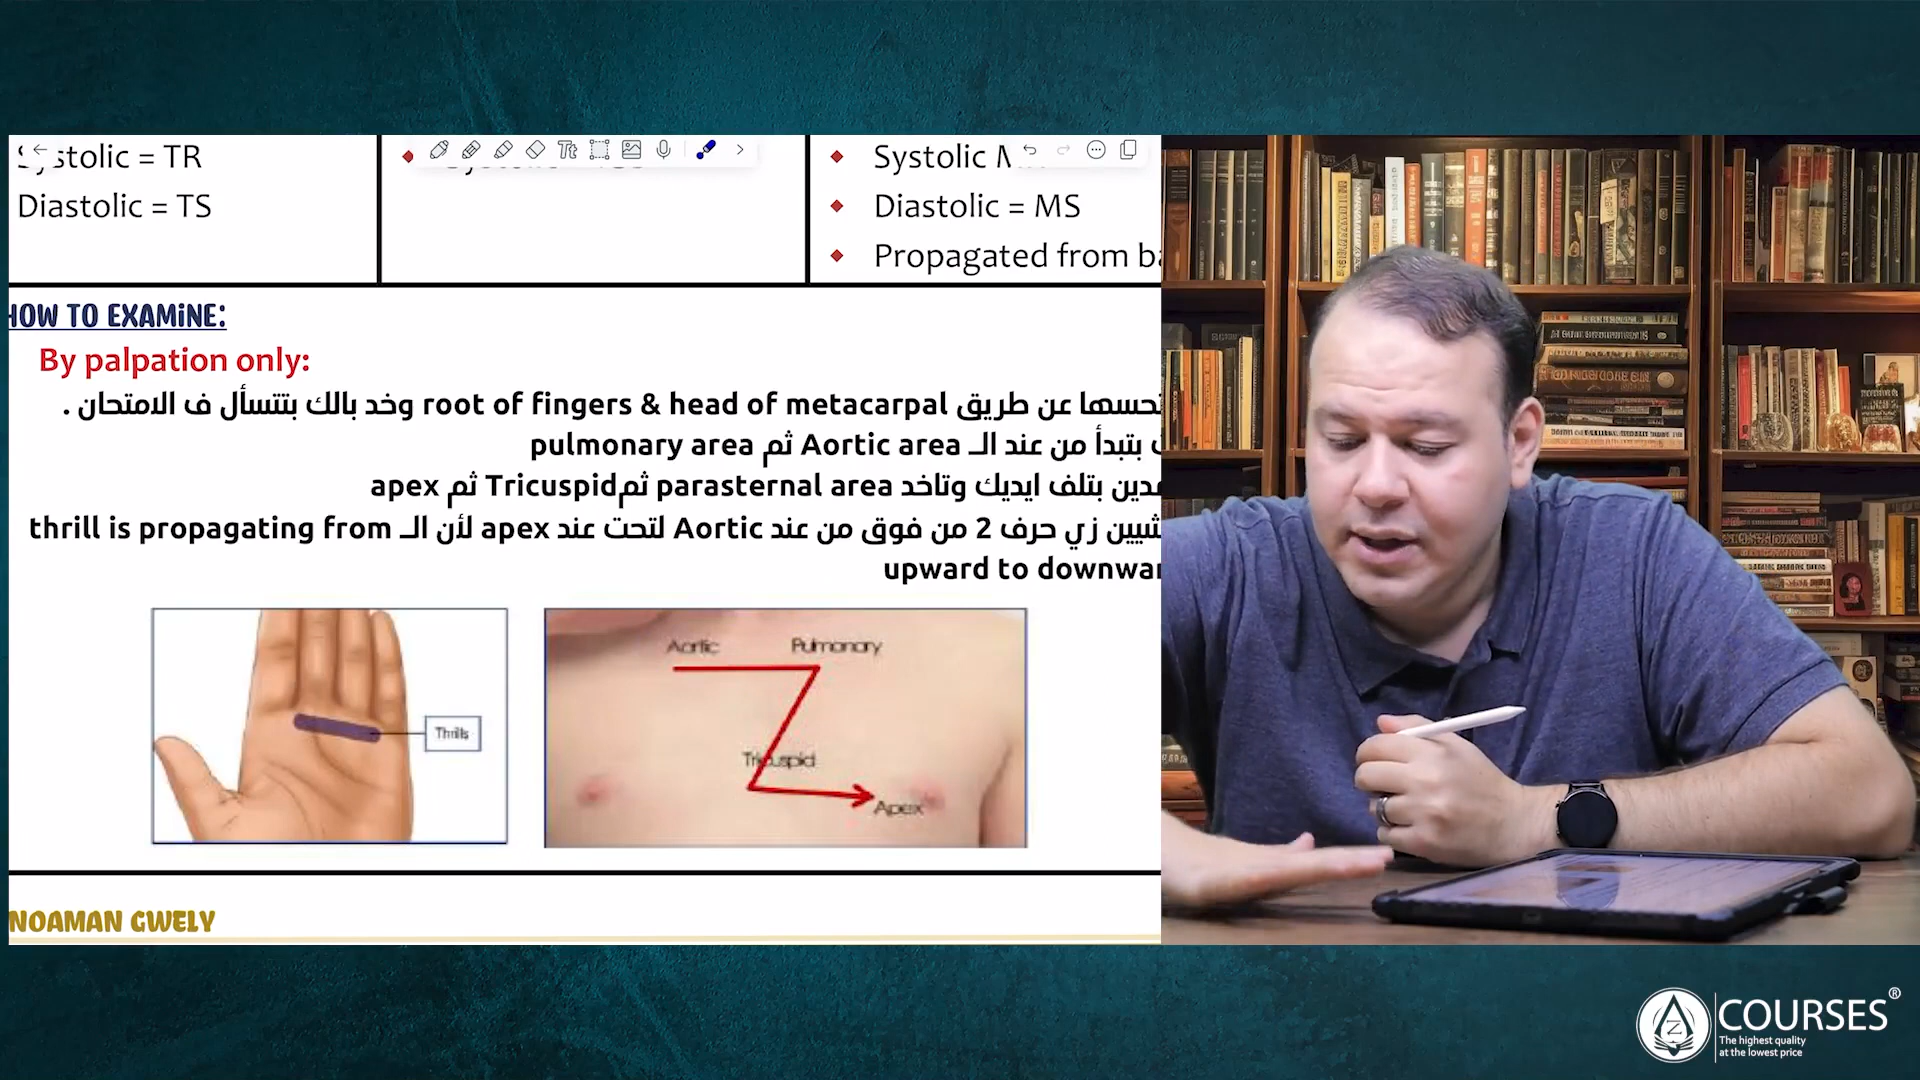 stolic = TR
Diastolic = TS
Systolic
Diastolic = MS
Propagated from
HOW TO EXAMiNE:
By palpation only:
عن طريق root of fingers & head of metacarpal وخد بالك بتتسأل ف الامتحان .
بتبدأ من عند الـ Aortic area ثم pulmonary area
بتلف ايديك وتاخد parasternal area ثمTricuspid ثم apex
زي حرف 2 من فوق من عند Aortic لتحت عند apex لأن الـ thrill is propagating from
upward to
Thrills
Aortic Pulmonary
Tricuspid
Apex
NOAMAN GWELY
COURSES®
The highest quality
at the lowest price